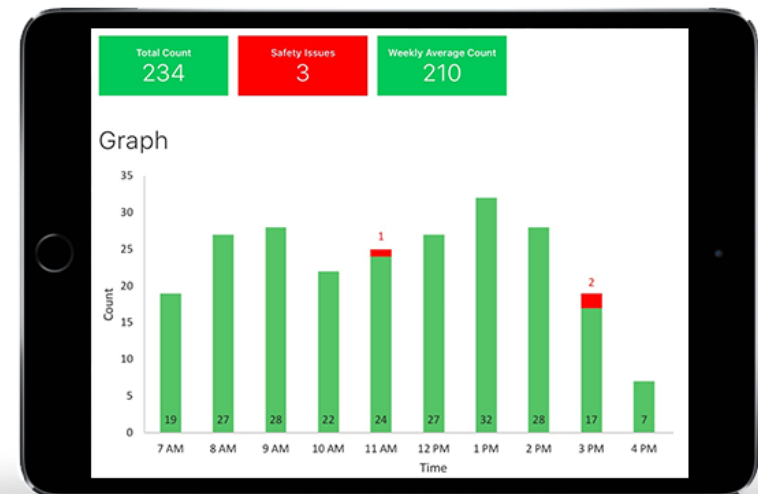 Total Count
234
Safety Issues
3
Weekly Average Count
210
Graph
35
30
25
20
15
10
5
0
Count
1
2
19 27 28 22 24 27 32 28 17 7
7 AM 8 AM 9 AM 10 AM 11 AM 12 PM 1 PM 2 PM 3 PM 4 PM
Time